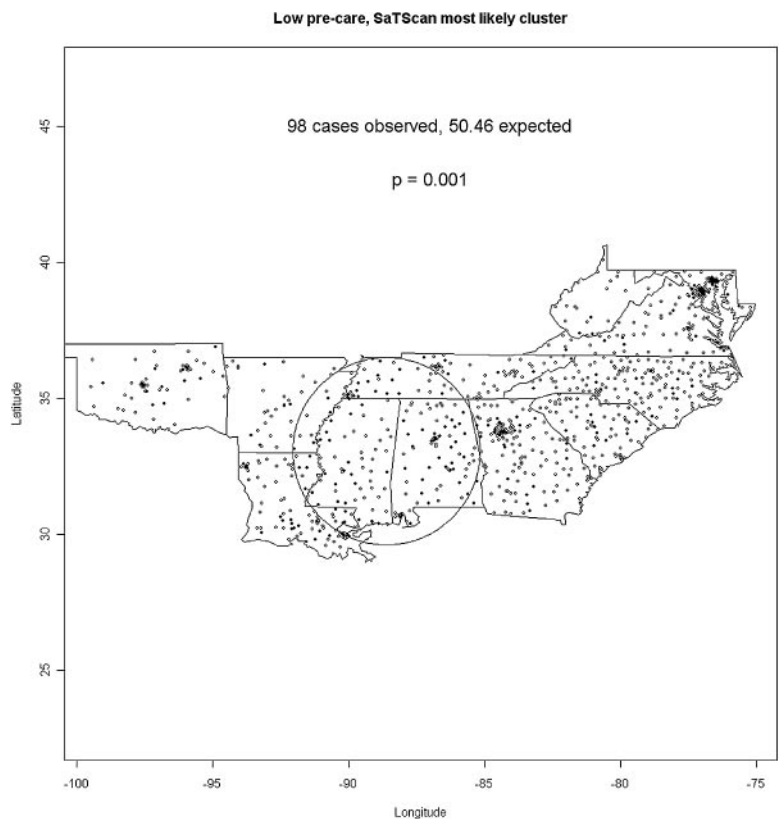 Low pre-care, SaTScan most likely cluster
98 cases observed, 50.46 expected
p = 0.001
45
40
35
30
25
Latitude
-100 -95 -90 -85 -80 -75
Longitude